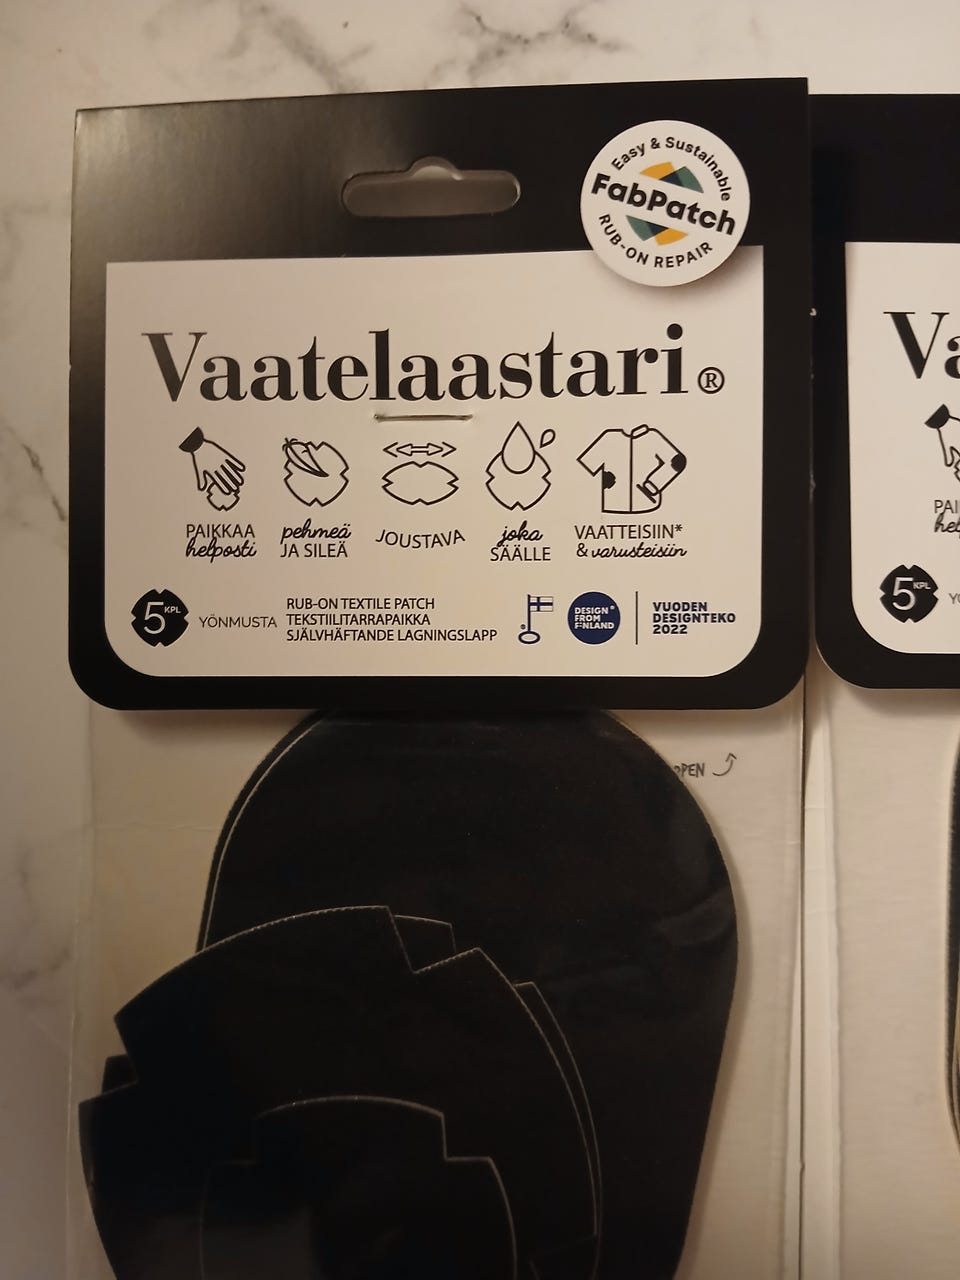 Easy & Sustainable
FabPatch
RUB-ON REPAIR
Vaatelaastari®
PAIKKAA
helposti
pehmeä
JA SILEÄ
JOUSTAVA
joka
SÄÄLLE
VAATTEISIIN*
& varusteisiin
5 KPL
YÖNMUSTA
RUB-ON TEXTILE PATCH
TEKSTIILITARRAPAIKKA
SJÄLVHÄFTANDE LAGNINGSLAPP
DESIGN
FROM
FINLAND
VUODEN
DESIGNTEKO
2022
OPEN
Va
PAI
hel
5 KPL
YÖ